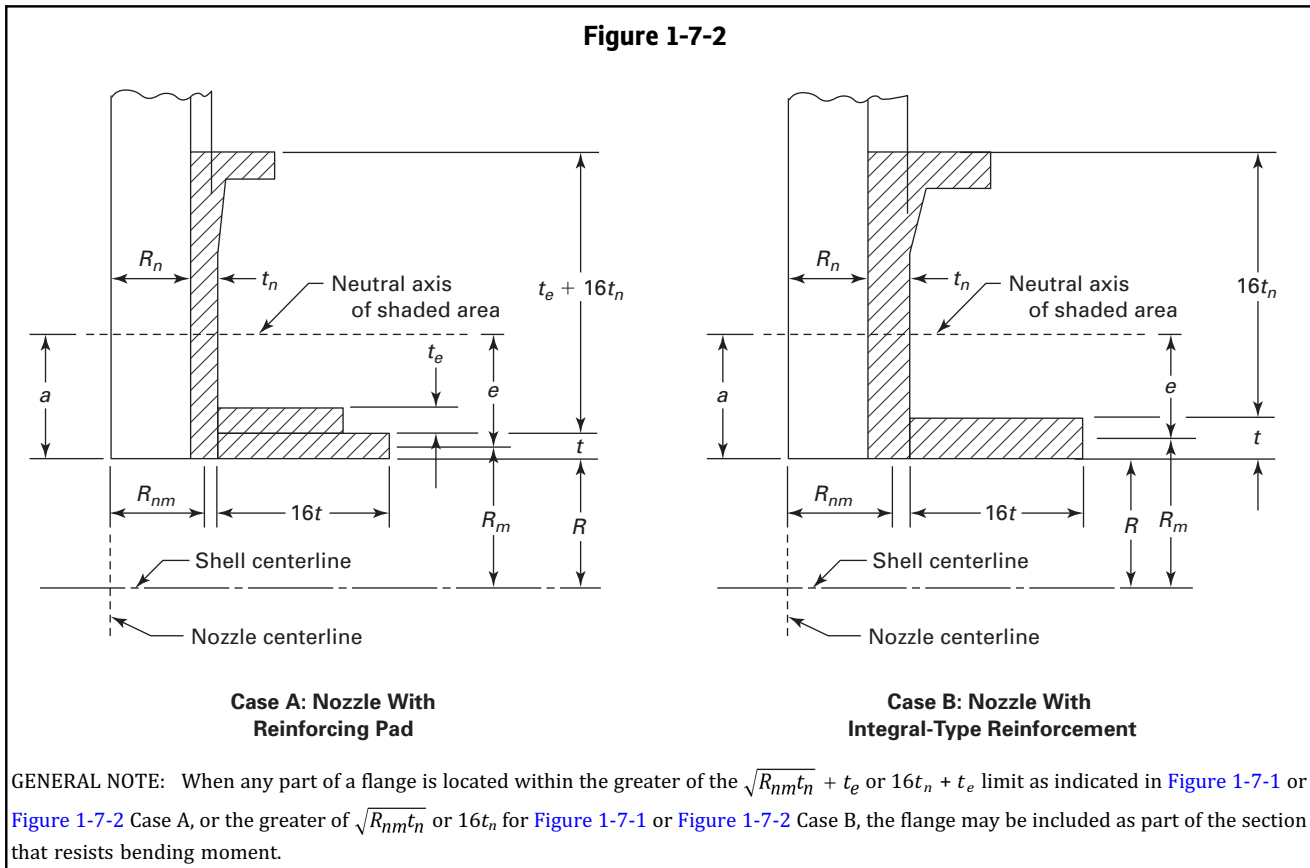 Figure 1-7-2
R_n
t_n
Neutral axis
of shaded area
t_e + 16t_n
t_e
a
e
t
R_nm
16t
R_m
R
Shell centerline
Nozzle centerline
Case A: Nozzle With
Reinforcing Pad
R_n
t_n
Neutral axis
of shaded area
16t_n
a
e
t
R_nm
16t
R
R_m
Shell centerline
Nozzle centerline
Case B: Nozzle With
Integral-Type Reinforcement
GENERAL NOTE: When any part of a flange is located within the greater of the √(R_nm t_n) + t_e or 16t_n + t_e limit as indicated in Figure 1-7-1 or
Figure 1-7-2 Case A, or the greater of √(R_nm t_n) or 16t_n for Figure 1-7-1 or Figure 1-7-2 Case B, the flange may be included as part of the section
that resists bending moment.